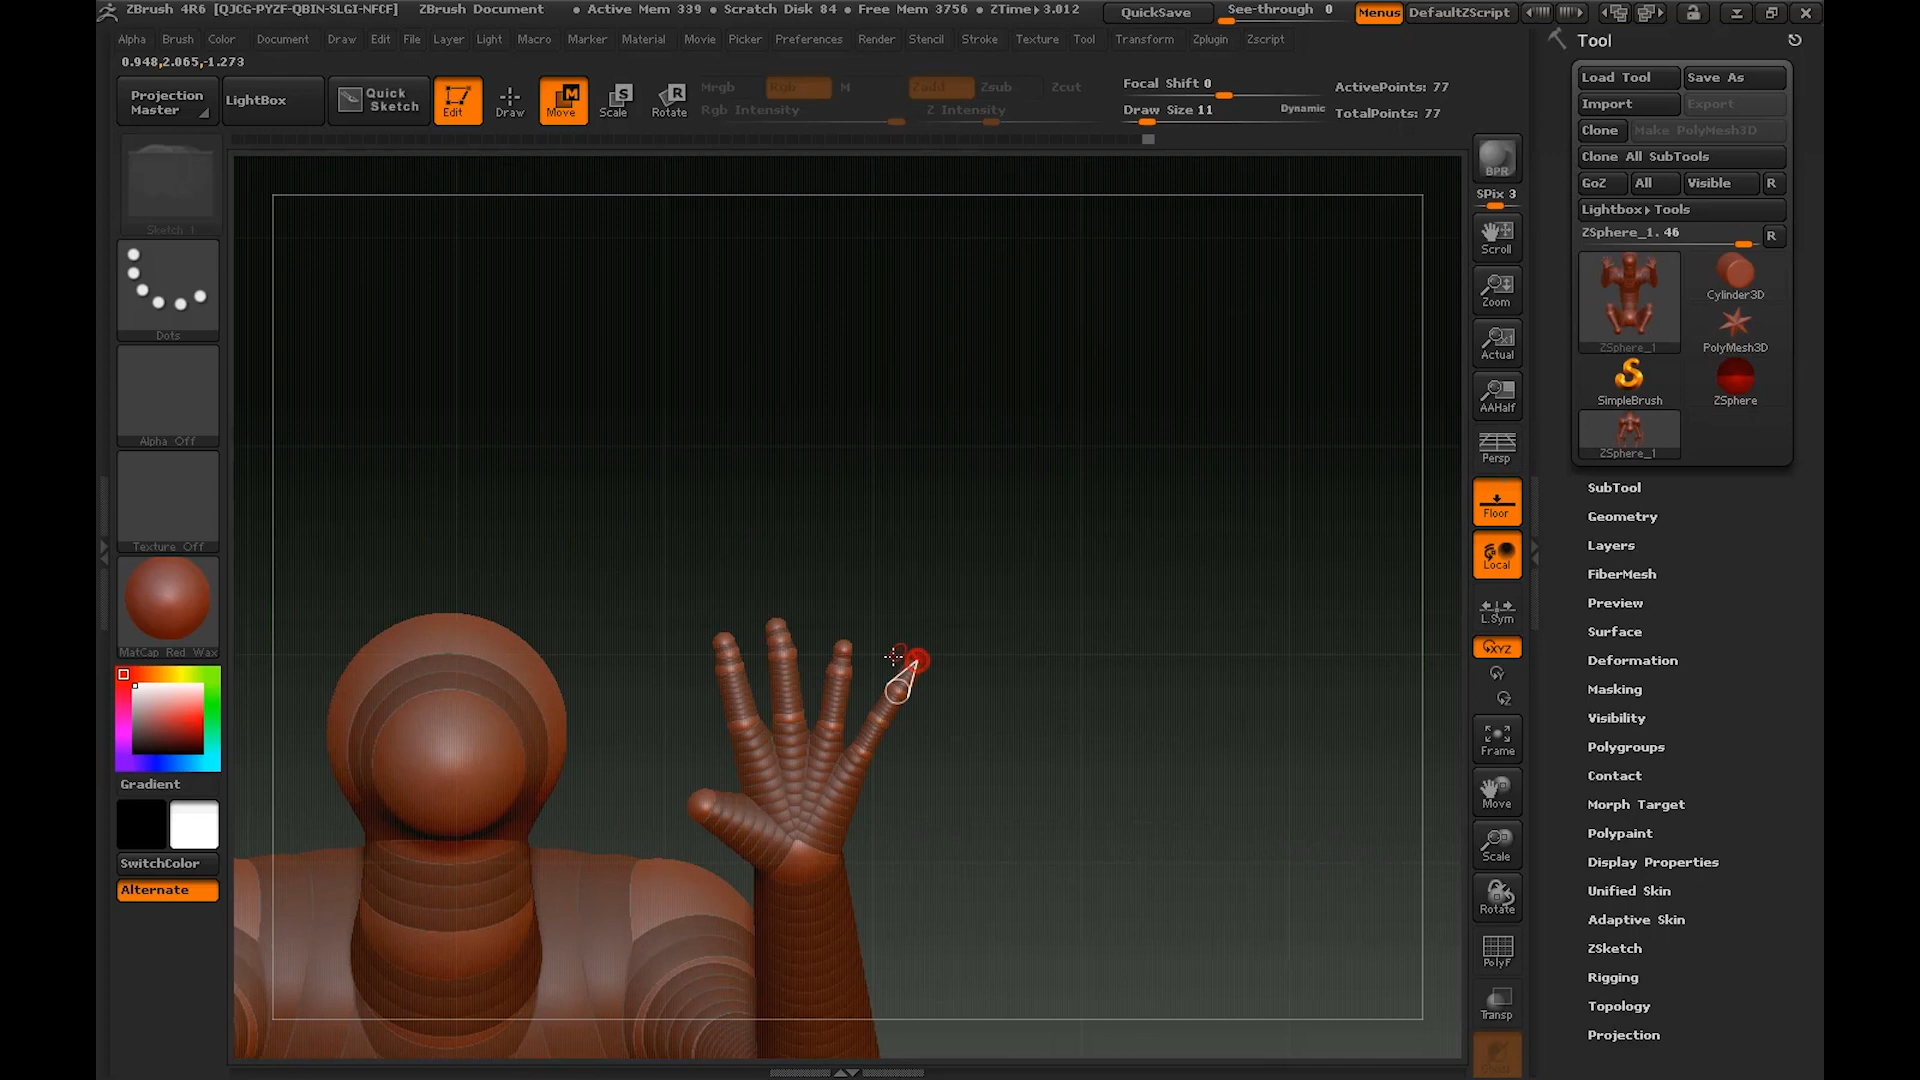 ZBrush 4R6 [QJCG-PYZF-QBIN-SLGI-NFCF] ZBrush Document • Active Mem 339 • Scratch Disk 84 • Free Mem 3756 • ZTime▸3.012 QuickSave See-through 0 Menus DefaultZScript
Alpha Brush Color Document Draw Edit File Layer Light Macro Marker Material Movie Picker Preferences Render Stencil Stroke Texture Tool Transform Zplugin Zscript
0.948,2.065,-1.273
Projection Master
LightBox
Quick Sketch
Edit
Draw
Move
Scale
Rotate
Mrgb Rgb M
Rgb Intensity
Zadd Zsub Zcut
Z Intensity
Focal Shift 0
Draw Size 11 Dynamic
ActivePoints: 77
TotalPoints: 77
Sketch 1
Dots
Alpha Off
Texture Off
MatCap Red Wax
Gradient
SwitchColor
Alternate
BPR
SPix 3
Scroll
Zoom
Actual
AAHalf
Persp
Floor
Local
L.Sym
XYZ
Frame
Move
Scale
Rotate
PolyF
Transp
Tool
Load Tool Save As
Import Export
Clone Make PolyMesh3D
Clone All SubTools
GoZ All Visible R
Lightbox▸Tools
ZSphere_1. 46 R
ZSphere_1
Cylinder3D
PolyMesh3D
SimpleBrush
ZSphere
ZSphere_1
SubTool
Geometry
Layers
FiberMesh
Preview
Surface
Deformation
Masking
Visibility
Polygroups
Contact
Morph Target
Polypaint
Display Properties
Unified Skin
Adaptive Skin
ZSketch
Rigging
Topology
Projection